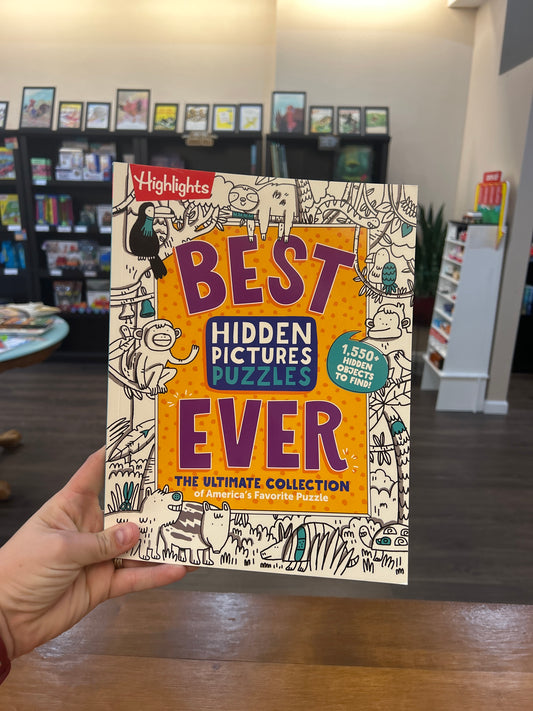 Highlights
BEST
HIDDEN
PICTURES
PUZZLES
1,550+
HIDDEN
OBJECTS
TO FIND!
EVER
THE ULTIMATE COLLECTION
of America's Favorite Puzzle